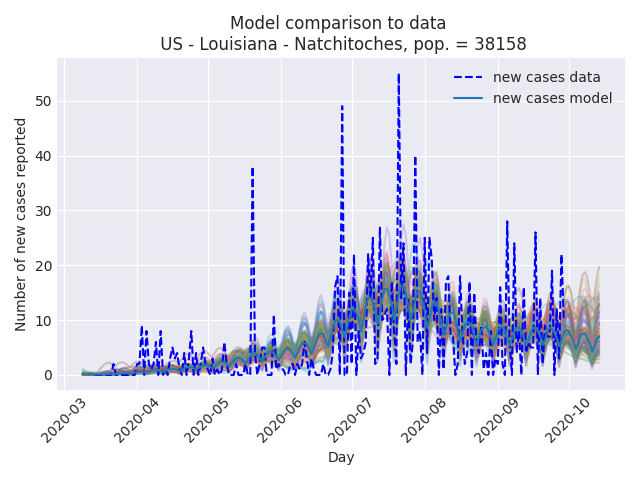 Model comparison to data
US - Louisiana - Natchitoches, pop. = 38158
new cases data
new cases model
Number of new cases reported
50
40
30
20
10
0
2020-03
2020-04
2020-05
2020-06
2020-07
2020-08
2020-09
2020-10
Day